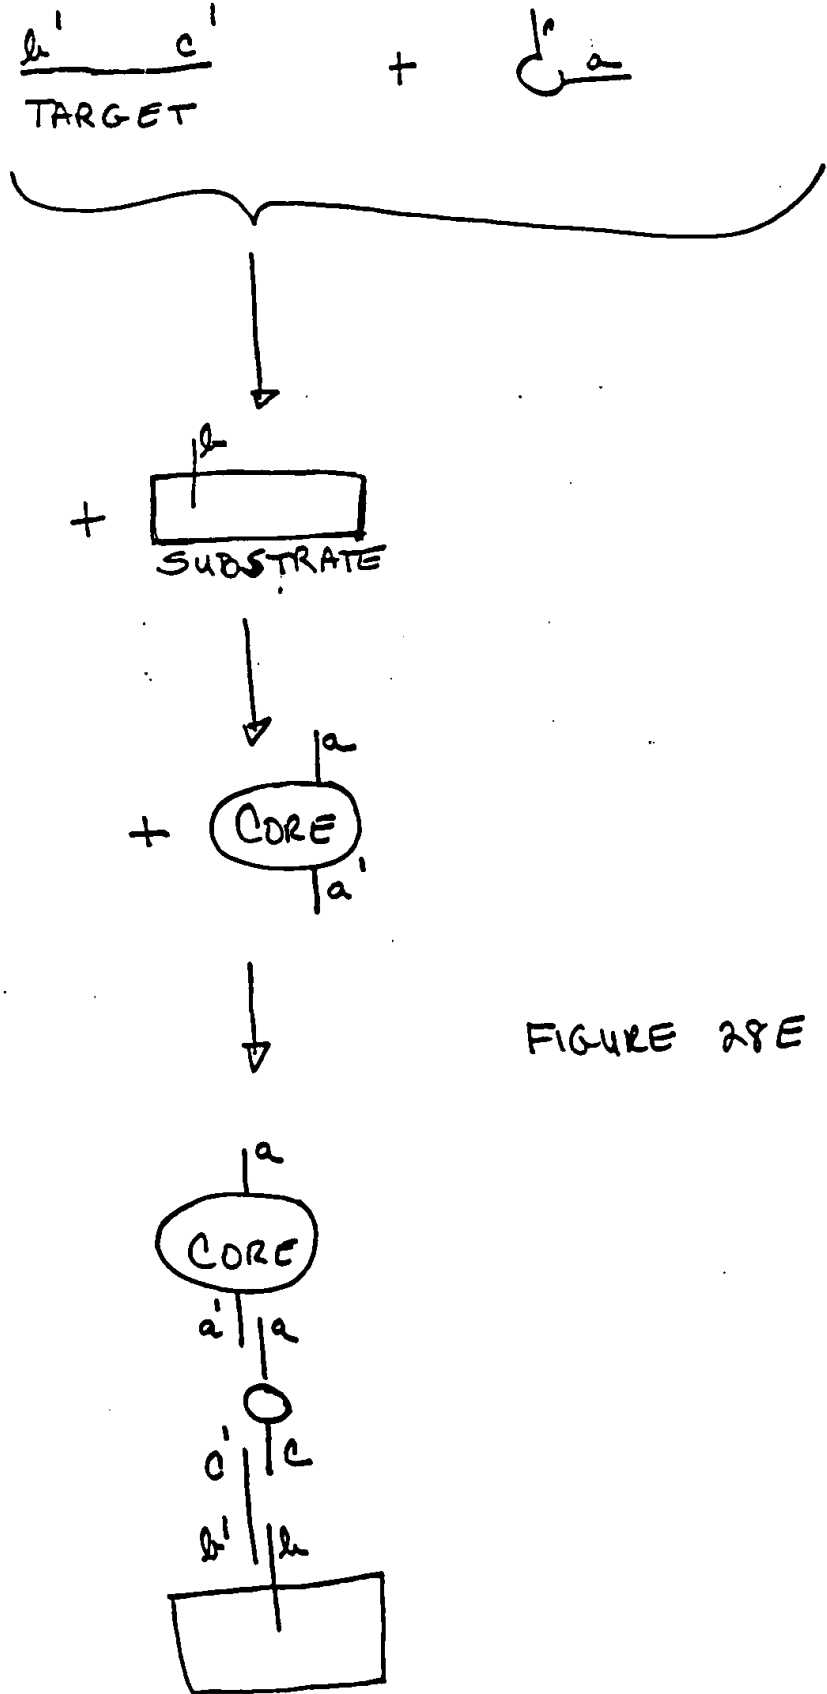 b' c'
+ c a
TARGET
b
+
SUBSTRATE
a
+ CORE
a'
FIGURE 28E
a
CORE
a' a
c' c
b' b